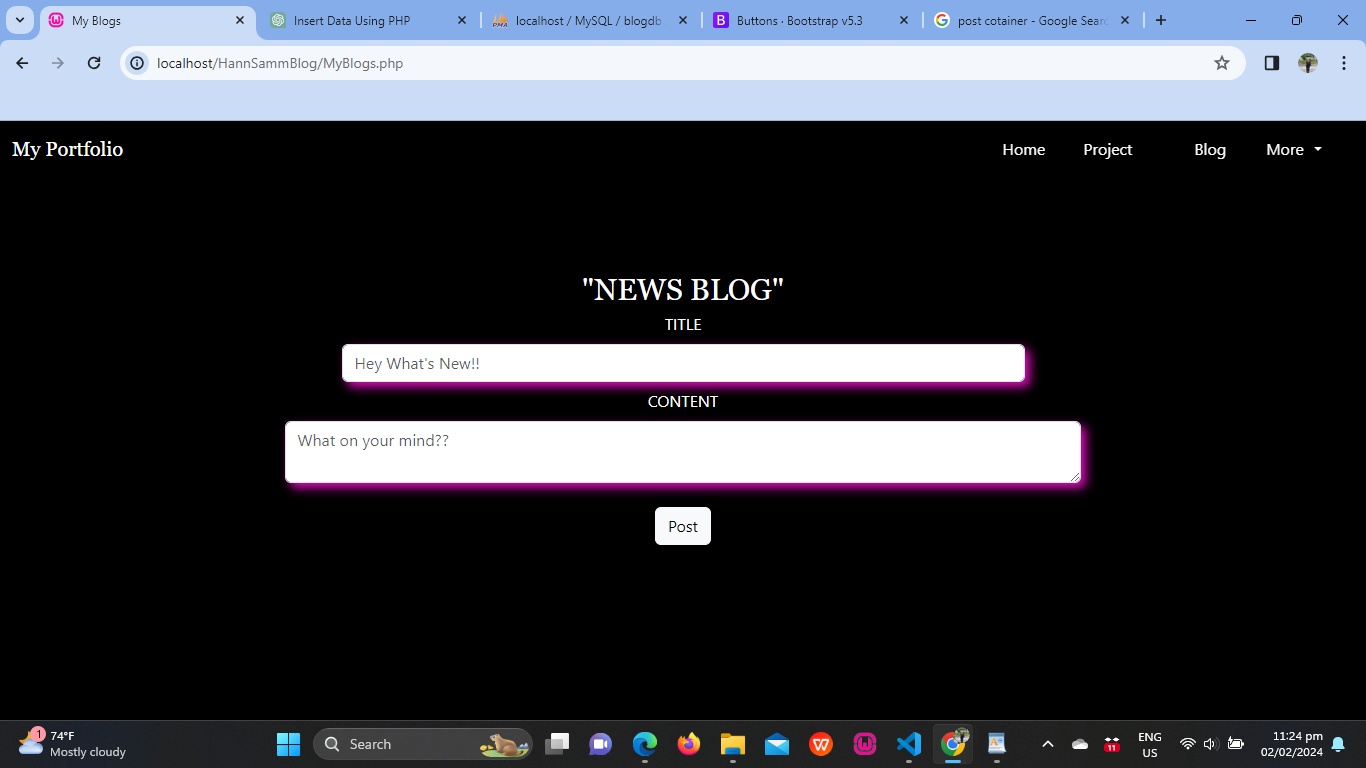 My Blogs
Insert Data Using PHP
PMA
localhost / MySQL / blogdb
B
Buttons · Bootstrap v5.3
post cotainer - Google Searc
localhost/HannSammBlog/MyBlogs.php
My Portfolio
Home Project Blog More
"NEWS BLOG"
TITLE
Hey What's New!!
CONTENT
What on your mind??
Post
1
74°F
Mostly cloudy
Search
W
11
ENG
US
11:24 pm
02/02/2024